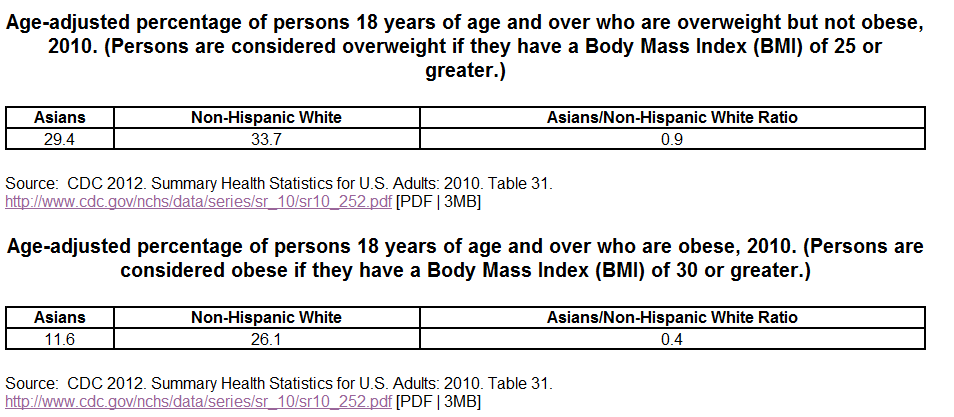 Age-adjusted percentage of persons 18 years of age and over who are overweight but not obese,
2010. (Persons are considered overweight if they have a Body Mass Index (BMI) of 25 or
greater.)
Asians Non-Hispanic White Asians/Non-Hispanic White Ratio
29.4 33.7 0.9
Source: CDC 2012. Summary Health Statistics for U.S. Adults: 2010. Table 31.
http://www.cdc.gov/nchs/data/series/sr_10/sr10_252.pdf [PDF | 3MB]
Age-adjusted percentage of persons 18 years of age and over who are obese, 2010. (Persons are
considered obese if they have a Body Mass Index (BMI) of 30 or greater.)
Asians Non-Hispanic White Asians/Non-Hispanic White Ratio
11.6 26.1 0.4
Source: CDC 2012. Summary Health Statistics for U.S. Adults: 2010. Table 31.
http://www.cdc.gov/nchs/data/series/sr_10/sr10_252.pdf [PDF | 3MB]